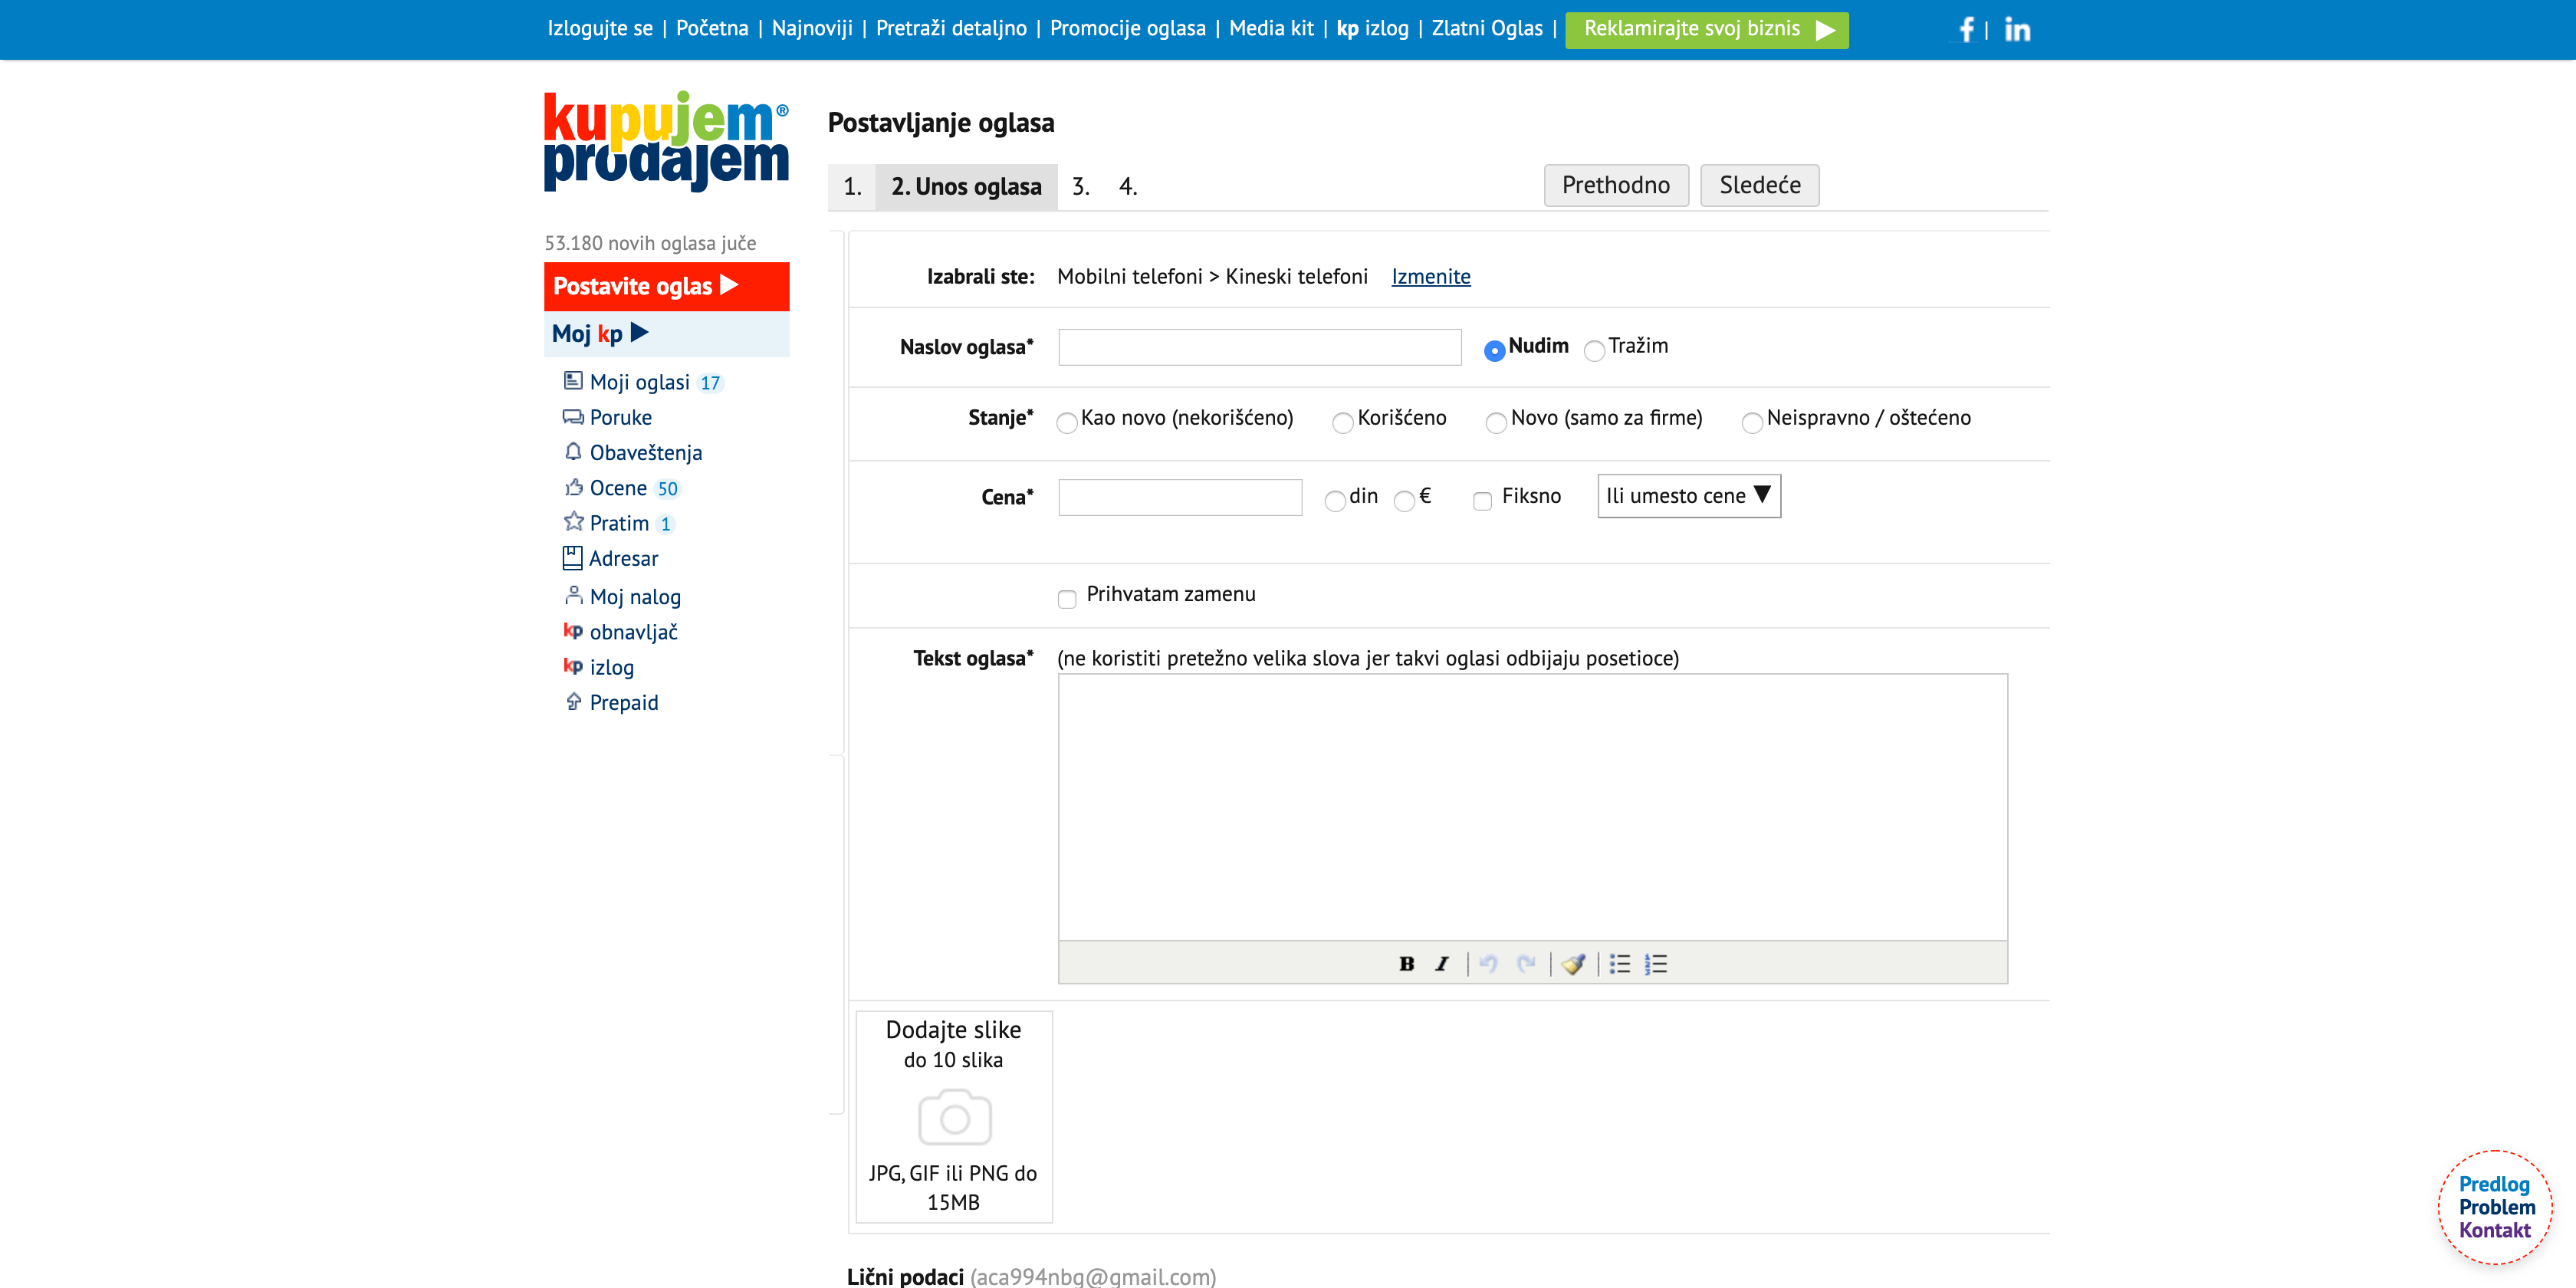 Izlogujte se | Početna | Najnoviji | Pretraži detaljno | Promocije oglasa | Media kit | kp izlog | Zlatni Oglas | Reklamirajte svoj biznis
f | in
kupujem®
prodajem
Postavljanje oglasa
1. 2. Unos oglasa 3. 4. Prethodno Sledeće
53.180 novih oglasa juče
Postavite oglas
Moj kp
Moji oglasi 17
Poruke
Obaveštenja
Ocene 50
Pratim 1
Adresar
Moj nalog
kp obnavljač
kp izlog
Prepaid
Izabrali ste: Mobilni telefoni > Kineski telefoni Izmenite
Naslov oglasa* Nudim Tražim
Stanje* Kao novo (nekorišćeno) Korišćeno Novo (samo za firme) Neispravno / oštećeno
Cena* din € Fiksno Ili umesto cene
Prihvatam zamenu
Tekst oglasa* (ne koristiti pretežno velika slova jer takvi oglasi odbijaju posetioce)
B I
Dodajte slike
do 10 slika
JPG, GIF ili PNG do
15MB
Lični podaci (aca994nbg@gmail.com)
Predlog
Problem
Kontakt